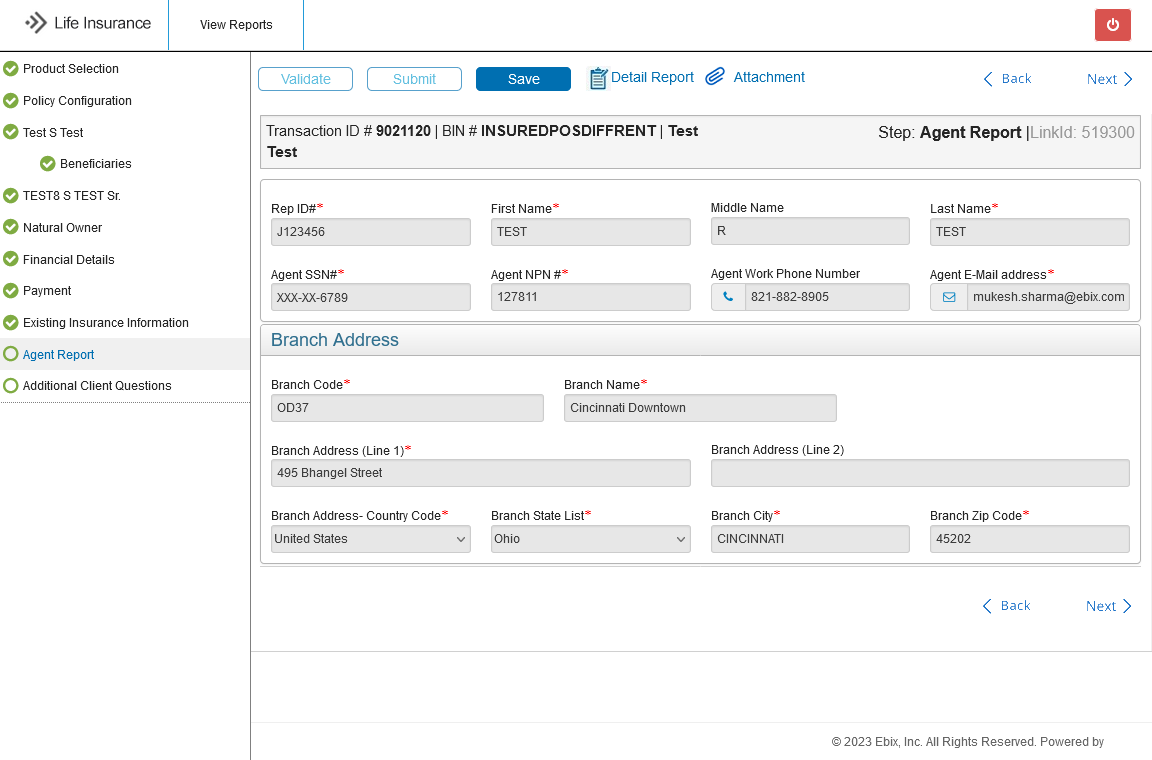 Life Insurance
View Reports
Product Selection
Policy Configuration
Test S Test
Beneficiaries
TEST8 S TEST Sr.
Natural Owner
Financial Details
Payment
Existing Insurance Information
Agent Report
Additional Client Questions
Validate Submit Save Detail Report Attachment Back Next
Transaction ID # 9021120 | BIN # INSUREDPOSDIFFRENT | Test
Test
Step: Agent Report |LinkId: 519300
Rep ID#* First Name* Middle Name Last Name*
J123456 TEST R TEST
Agent SSN#* Agent NPN #* Agent Work Phone Number Agent E-Mail address*
XXX-XX-6789 127811 821-882-8905 mukesh.sharma@ebix.com
Branch Address
Branch Code* Branch Name*
OD37 Cincinnati Downtown
Branch Address (Line 1)* Branch Address (Line 2)
495 Bhangel Street
Branch Address- Country Code* Branch State List* Branch City* Branch Zip Code*
United States Ohio CINCINNATI 45202
Back Next
© 2023 Ebix, Inc. All Rights Reserved. Powered by